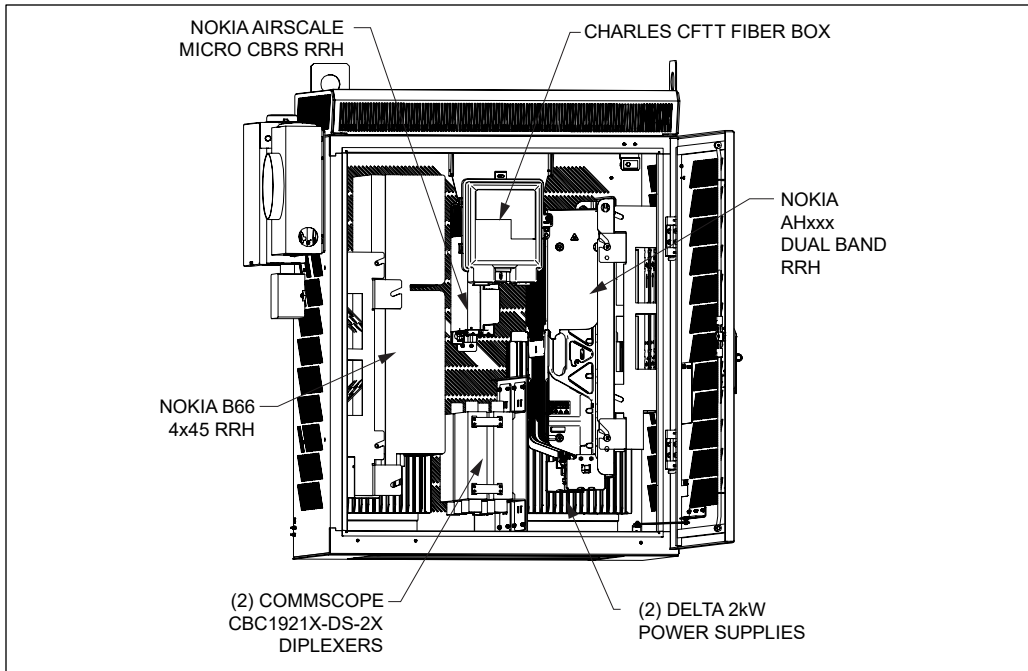 NOKIA AIRSCALE
MICRO CBRS RRH
CHARLES CFTT FIBER BOX
NOKIA
AHxxx
DUAL BAND
RRH
NOKIA B66
4x45 RRH
(2) COMMSCOPE
CBC1921X-DS-2X
DIPLEXERS
(2) DELTA 2kW
POWER SUPPLIES